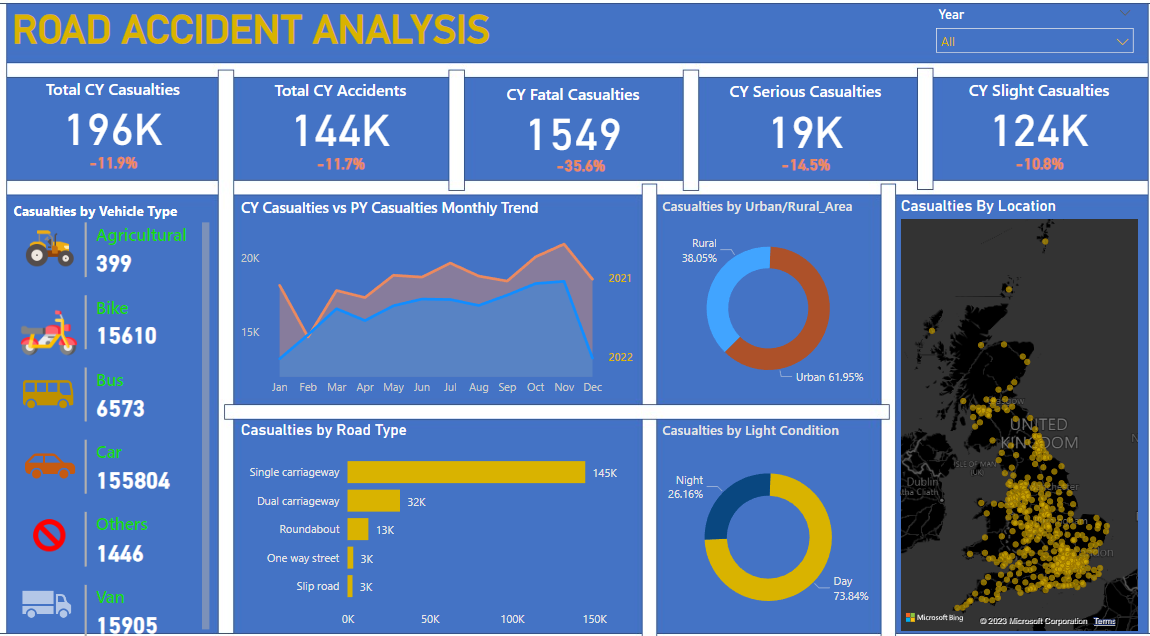 ROAD ACCIDENT ANALYSIS
Year
All
Total CY Casualties
196K
-11.9%
Total CY Accidents
144K
-11.7%
CY Fatal Casualties
1549
-35.6%
CY Serious Casualties
19K
-14.5%
CY Slight Casualties
124K
-10.8%
Casualties by Vehicle Type
Agricultural
399
Bike
15610
Bus
6573
Car
155804
Others
1446
Van
15905
CY Casualties vs PY Casualties Monthly Trend
20K
15K
2021
2022
Jan Feb Mar Apr May Jun Jul Aug Sep Oct Nov Dec
Casualties by Urban/Rural_Area
Rural
38.05%
Urban 61.95%
Casualties by Road Type
Single carriageway 145K
Dual carriageway 32K
Roundabout 13K
One way street 3K
Slip road 3K
0K 50K 100K 150K
Casualties by Light Condition
Night
26.16%
Day
73.84%
Casualties By Location
UNITED
KINGDOM
ISLE OF MAN
(UK)
Dublin
Microsoft Bing
© 2023 Microsoft Corporation Terms